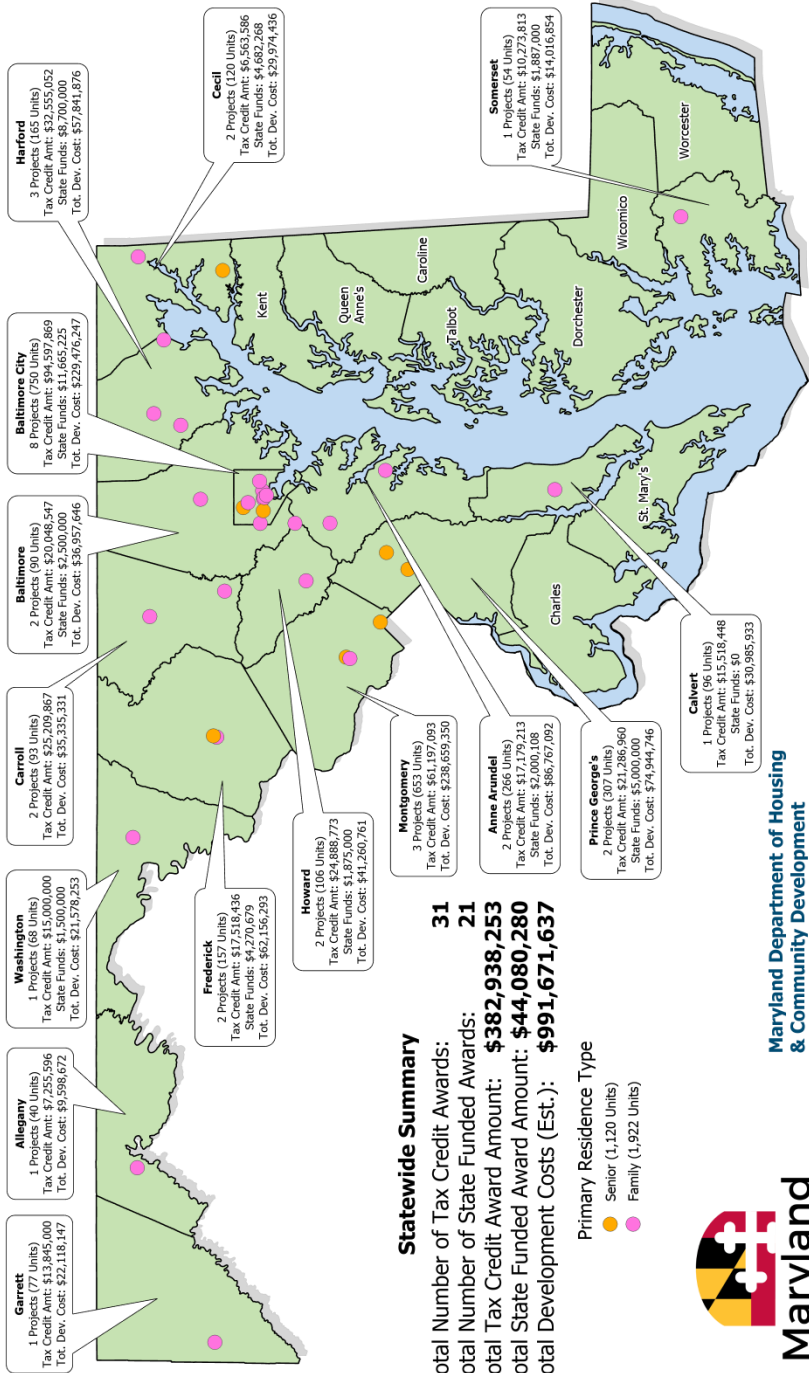 Garrett
1 Projects (77 Units)
Tax Credit Amt: $13,845,000
Tot. Dev. Cost: $22,118,147
Allegany
1 Projects (40 Units)
Tax Credit Amt: $7,255,596
Tot. Dev. Cost: $9,598,672
Washington
1 Projects (68 Units)
Tax Credit Amt: $15,000,000
State Funds: $1,500,000
Tot. Dev. Cost: $21,578,253
Carroll
2 Projects (93 Units)
Tax Credit Amt: $25,209,867
Tot. Dev. Cost: $35,335,331
Baltimore
2 Projects (90 Units)
Tax Credit Amt: $20,048,547
State Funds: $2,500,000
Tot. Dev. Cost: $36,957,646
Baltimore City
8 Projects (750 Units)
Tax Credit Amt: $94,597,869
State Funds: $11,665,225
Tot. Dev. Cost: $229,476,247
Harford
3 Projects (165 Units)
Tax Credit Amt: $32,555,052
State Funds: $8,700,000
Tot. Dev. Cost: $57,841,876
Cecil
2 Projects (120 Units)
Tax Credit Amt: $6,563,586
State Funds: $4,682,268
Tot. Dev. Cost: $29,974,436
Frederick
2 Projects (157 Units)
Tax Credit Amt: $17,518,436
State Funds: $4,270,679
Tot. Dev. Cost: $62,156,293
Howard
2 Projects (106 Units)
Tax Credit Amt: $24,888,773
State Funds: $1,875,000
Tot. Dev. Cost: $41,260,761
Montgomery
3 Projects (653 Units)
Tax Credit Amt: $61,197,093
Tot. Dev. Cost: $238,659,350
Anne Arundel
2 Projects (266 Units)
Tax Credit Amt: $17,179,213
State Funds: $2,000,108
Tot. Dev. Cost: $86,767,092
Prince George's
2 Projects (307 Units)
Tax Credit Amt: $21,286,960
State Funds: $5,000,000
Tot. Dev. Cost: $74,944,746
Calvert
1 Projects (96 Units)
Tax Credit Amt: $15,518,448
State Funds: $0
Tot. Dev. Cost: $30,985,933
Somerset
1 Projects (54 Units)
Tax Credit Amt: $10,273,813
State Funds: $1,887,000
Tot. Dev. Cost: $14,016,854
Kent
Queen
Anne's
Caroline
Talbot
Dorchester
Wicomico
Worcester
St. Mary's
Charles
Statewide Summary
otal Number of Tax Credit Awards: 31
otal Number of State Funded Awards: 21
otal Tax Credit Award Amount: $382,938,253
otal State Funded Award Amount: $44,080,280
otal Development Costs (Est.): $991,671,637
Primary Residence Type
Senior (1,120 Units)
Family (1,922 Units)
Maryland
Maryland Department of Housing
& Community Development